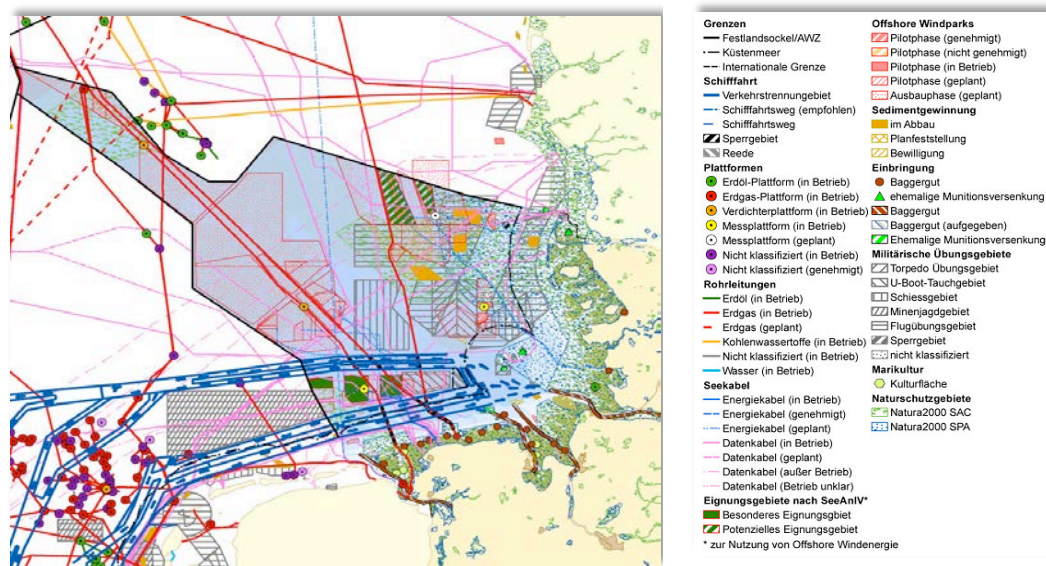 Grenzen
Festlandsockel/AWZ
Küstenmeer
Internationale Grenze
Schifffahrt
Verkehrstrennungebiet
Schifffahrtsweg (empfohlen)
Schifffahrtsweg
Sperrgebiet
Reede
Plattformen
Erdöl-Plattform (in Betrieb)
Erdgas-Plattform (in Betrieb)
Verdichterplattform (in Betrieb)
Messplattform (in Betrieb)
Messplattform (geplant)
Nicht klassifiziert (in Betrieb)
Nicht klassifiziert (genehmigt)
Rohrleitungen
Erdöl (in Betrieb)
Erdgas (in Betrieb)
Erdgas (geplant)
Kohlenwassertoffe (in Betrieb)
Nicht klassifiziert (in Betrieb)
Wasser (in Betrieb)
Seekabel
Energiekabel (in Betrieb)
Energiekabel (genehmigt)
Energiekabel (geplant)
Datenkabel (in Betrieb)
Datenkabel (geplant)
Datenkabel (außer Betrieb)
Datenkabel (Betrieb unklar)
Eignungsgebiete nach SeeAnlV*
Besonderes Eignungsgbiet
Potenzielles Eignungsgebiet
* zur Nutzung von Offshore Windenergie
Offshore Windparks
Pilotphase (genehmigt)
Pilotphase (nicht genehmigt)
Pilotphase (in Betrieb)
Pilotphase (geplant)
Ausbauphase (geplant)
Sedimentgewinnung
im Abbau
Planfeststellung
Bewilligung
Einbringung
Baggergut
ehemalige Munitionsversenkung
Baggergut
Baggergut (aufgegeben)
Ehemalige Munitionsversenkung
Militärische Übungsgebiete
Torpedo Übungsgebiet
U-Boot-Tauchgebiet
Schiessgebiet
Minenjagdgebiet
Flugübungsgebiet
Sperrgebiet
nicht klassifiziert
Marikultur
Kulturfläche
Naturschutzgebiete
Natura2000 SAC
Natura2000 SPA